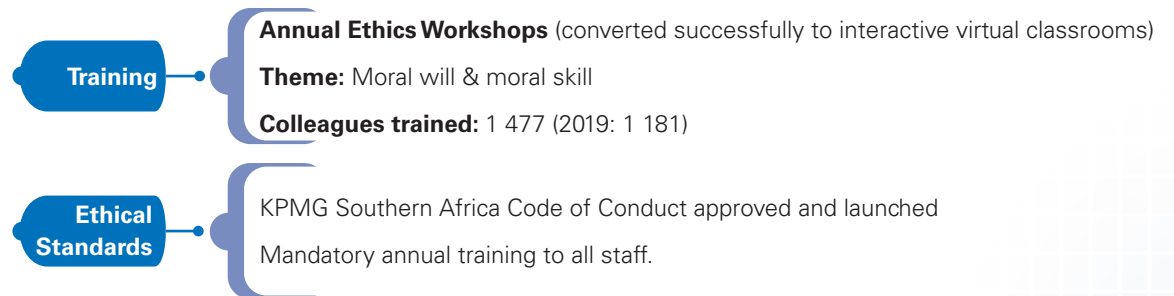 Training
Annual Ethics Workshops (converted successfully to interactive virtual classrooms)
Theme: Moral will & moral skill
Colleagues trained: 1 477 (2019: 1 181)
Ethical
Standards
KPMG Southern Africa Code of Conduct approved and launched
Mandatory annual training to all staff.